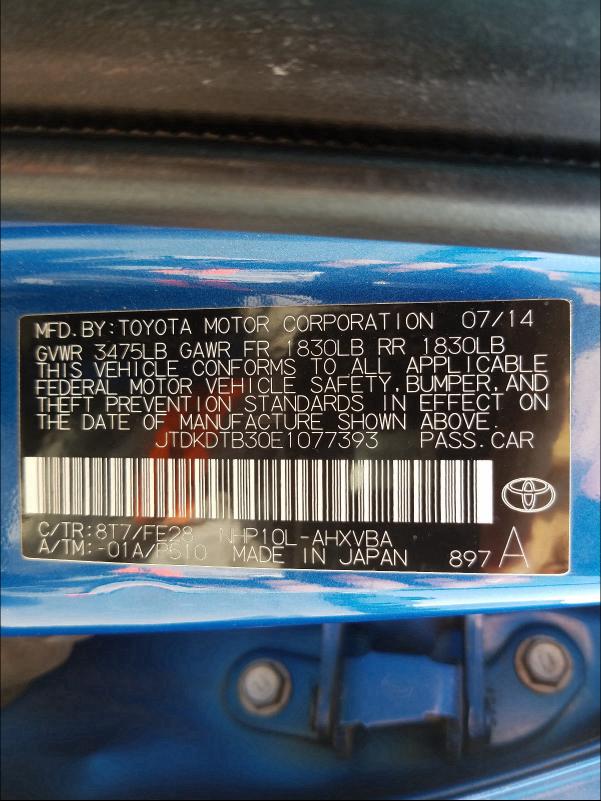 MFD. BY: TOYOTA MOTOR CORPORATION 07/14
GVWR 3475LB GAWR FR 1830LB RR 1830LB
THIS VEHICLE CONFORMS TO ALL APPLICABLE
FEDERAL MOTOR VEHICLE SAFETY, BUMPER, AND
THEFT PREVENTION STANDARDS IN EFFECT ON
THE DATE OF MANUFACTURE SHOWN ABOVE.
JTDKDTB30E1077393 PASS. CAR
C/TR: 8T7/FE28 NHP10L-AHXVBA
A/TM: -01A/P510 MADE IN JAPAN 897 A